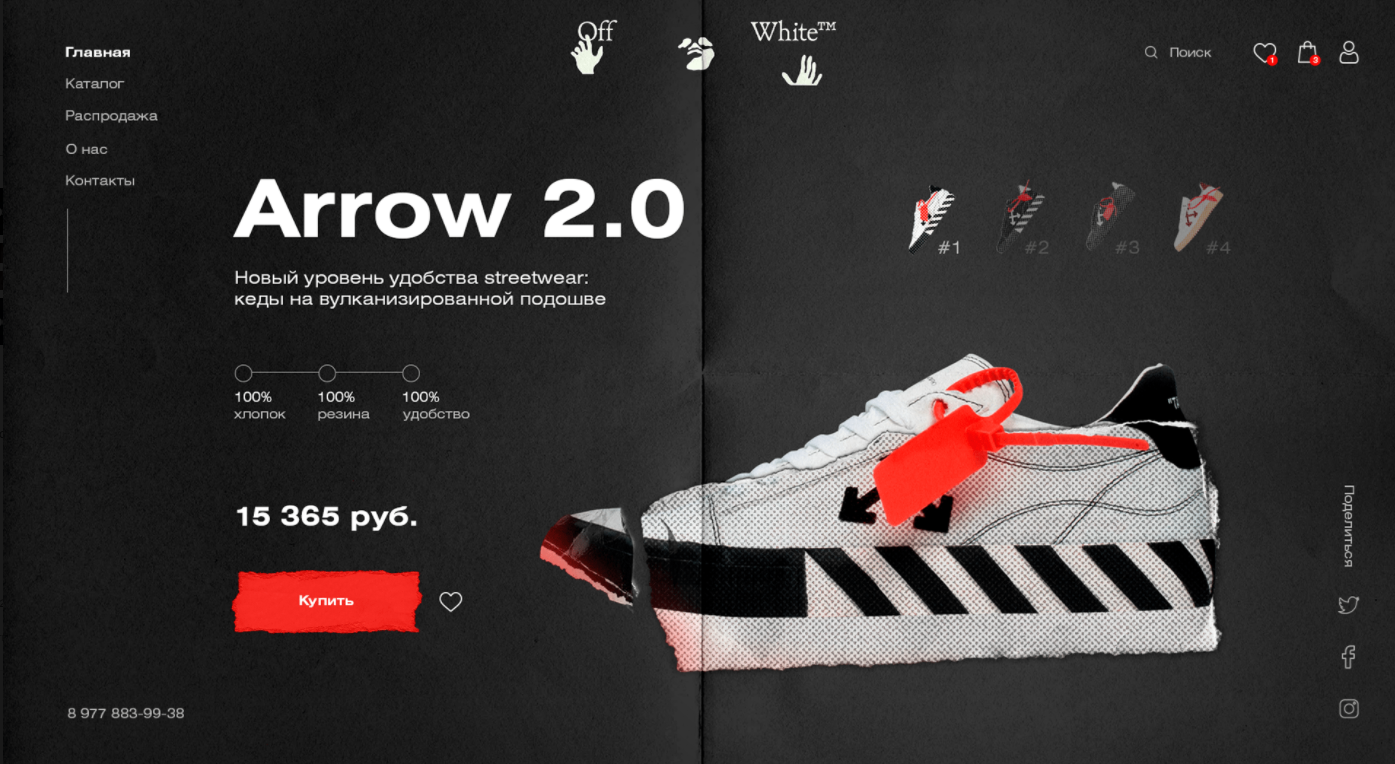 Off
White™
Главная
Каталог
Распродажа
О нас
Контакты
Поиск
1
3
Arrow 2.0
Новый уровень удобства streetwear:
кеды на вулканизированной подошве
#1
#2
#3
#4
100%
хлопок
100%
резина
100%
удобство
15 365 руб.
Купить
Поделиться
8 977 883-99-38